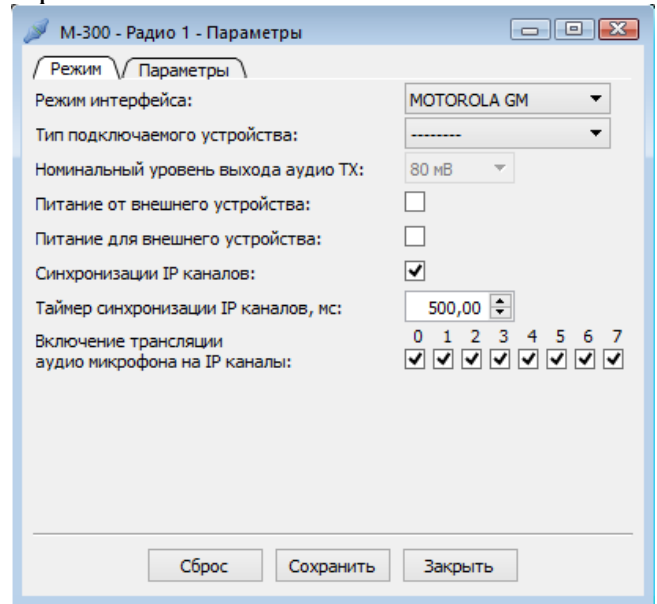 М-300 - Радио 1 - Параметры
Режим Параметры
Режим интерфейса: MOTOROLA GM
Тип подключаемого устройства: --------
Номинальный уровень выхода аудио TX: 80 мВ
Питание от внешнего устройства:
Питание для внешнего устройства:
Синхронизации IP каналов:
Таймер синхронизации IP каналов, мс: 500,00
Включение трансляции 0 1 2 3 4 5 6 7
аудио микрофона на IP каналы:
Сброс Сохранить Закрыть